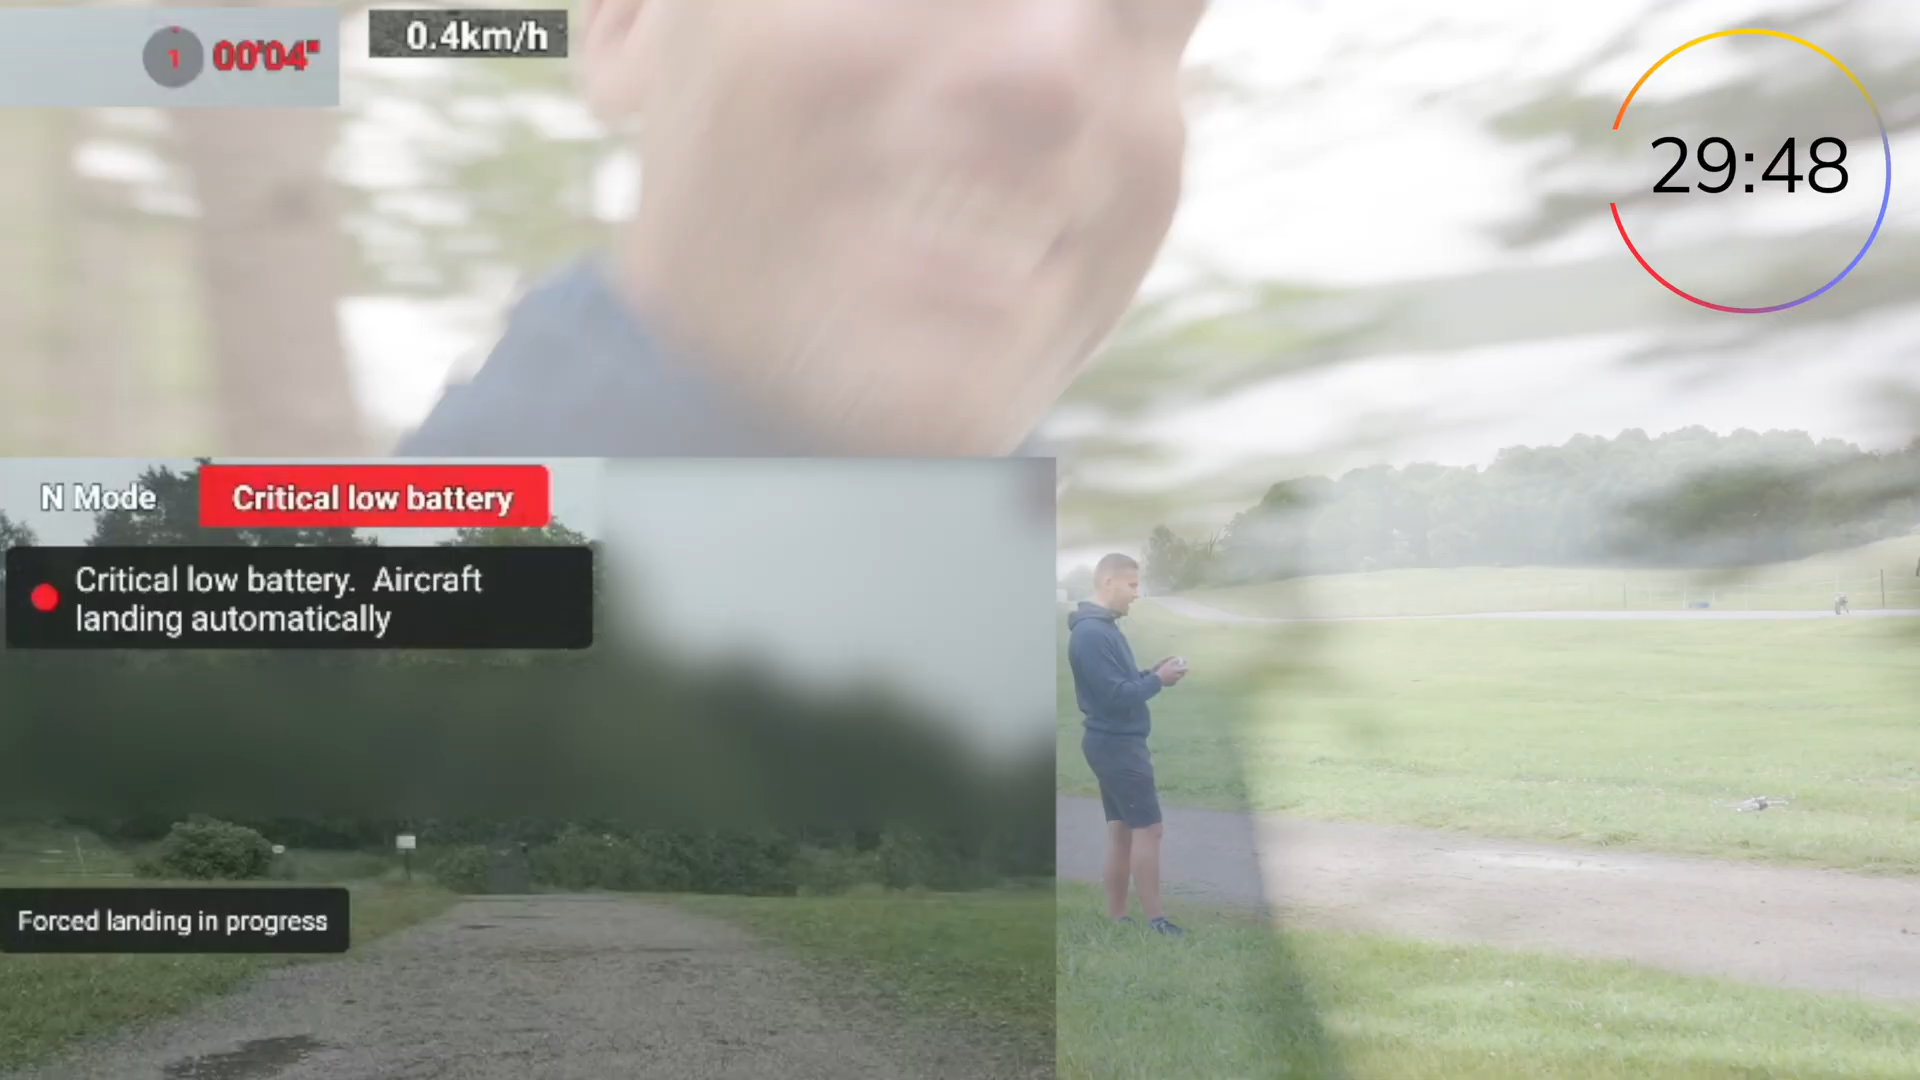 1 00'04"
0.4km/h
29:48
N Mode
Critical low battery
Critical low battery. Aircraft
landing automatically
Forced landing in progress